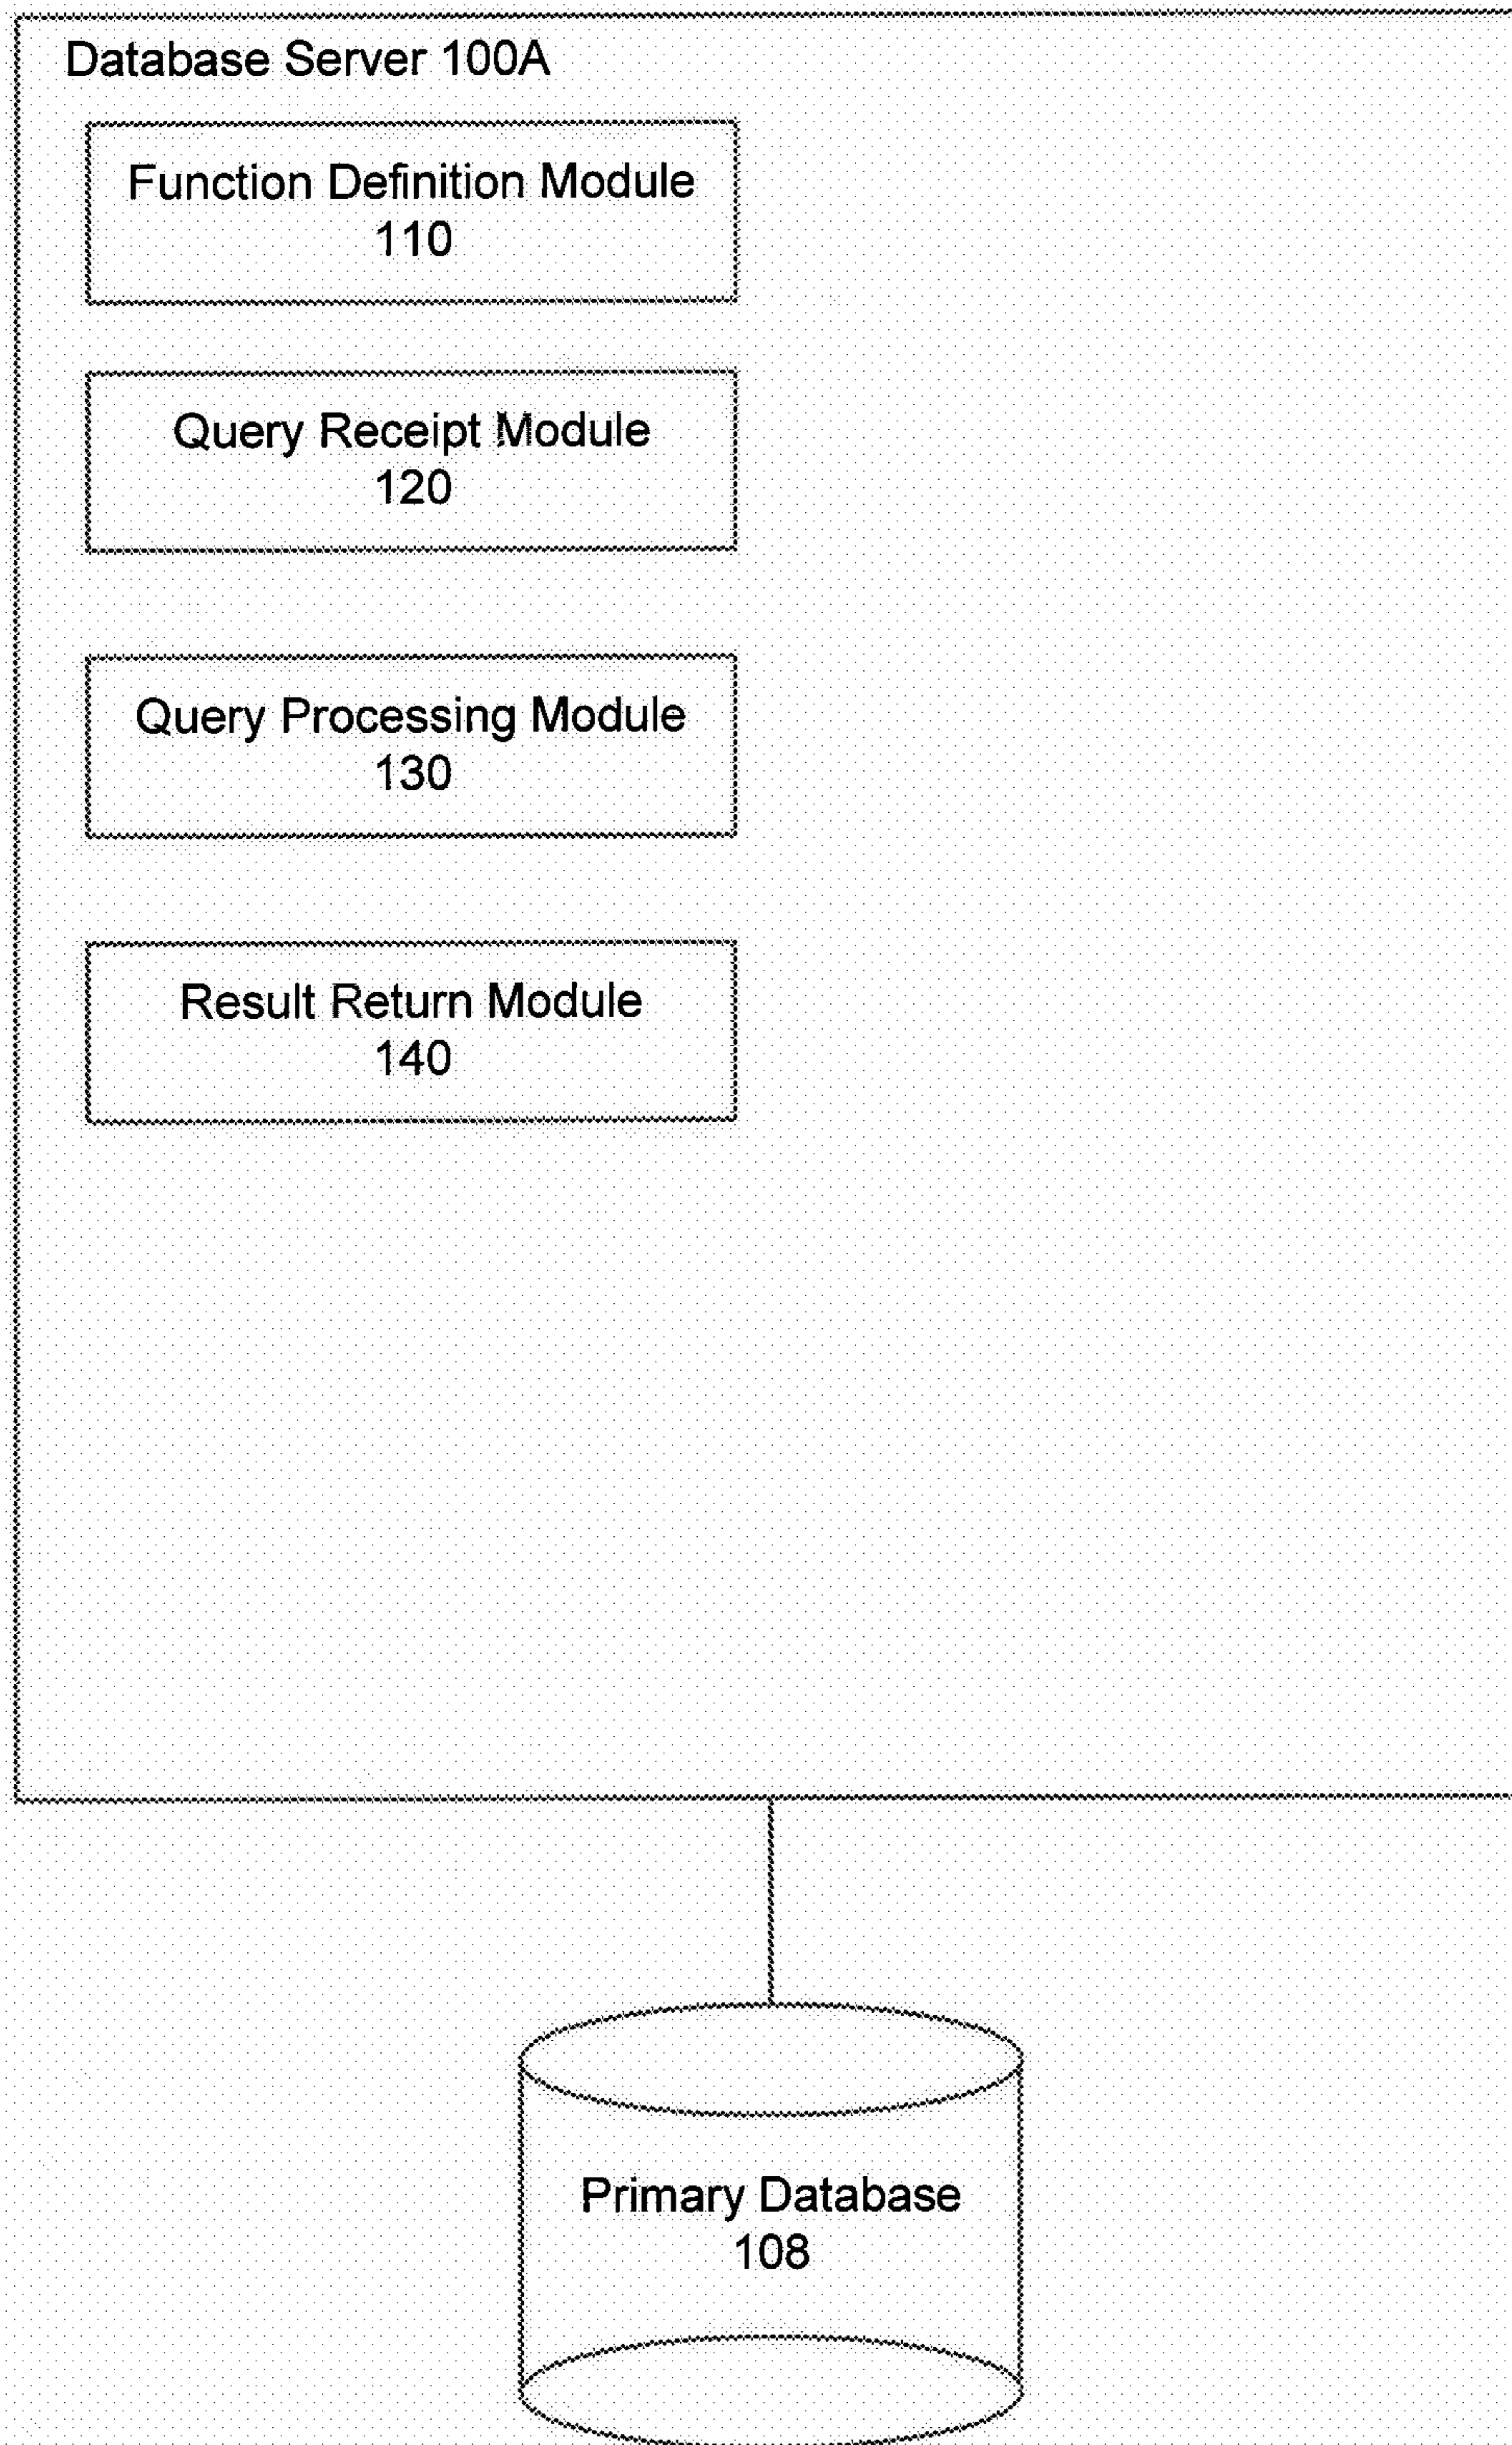 Database Server 100A
Function Definition Module
110
Query Receipt Module
120
Query Processing Module
130
Result Return Module
140
Primary Database
108